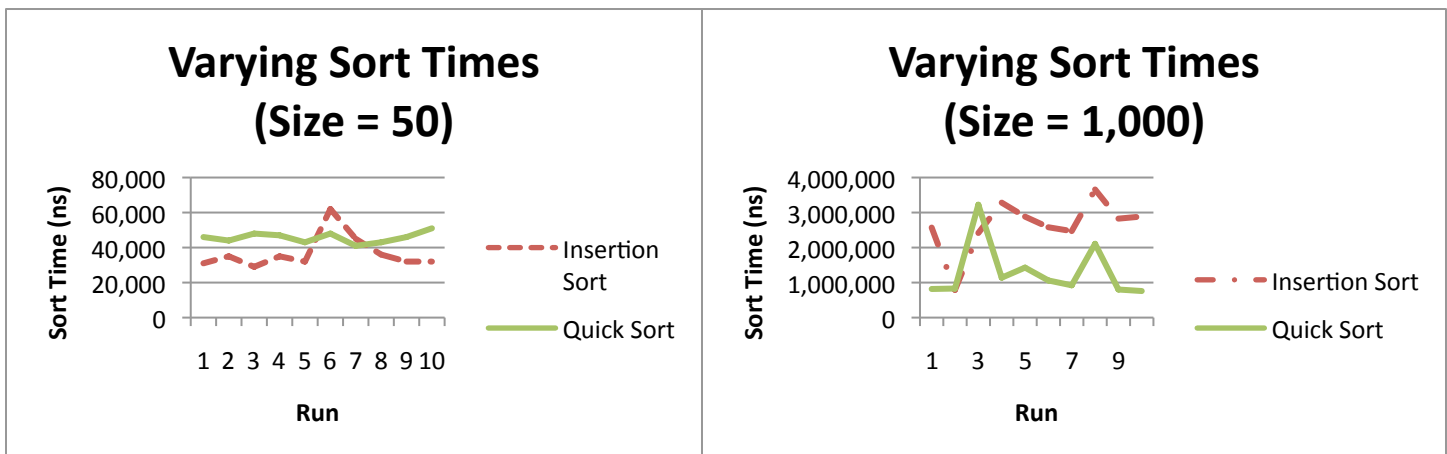 Varying Sort Times
(Size = 50)
Sort Time (ns)
80,000
60,000
40,000
20,000
0
1 2 3 4 5 6 7 8 9 10
Run
Insertion
Sort
Quick Sort
Varying Sort Times
(Size = 1,000)
Sort Time (ns)
4,000,000
3,000,000
2,000,000
1,000,000
0
1 3 5 7 9
Run
Insertion Sort
Quick Sort